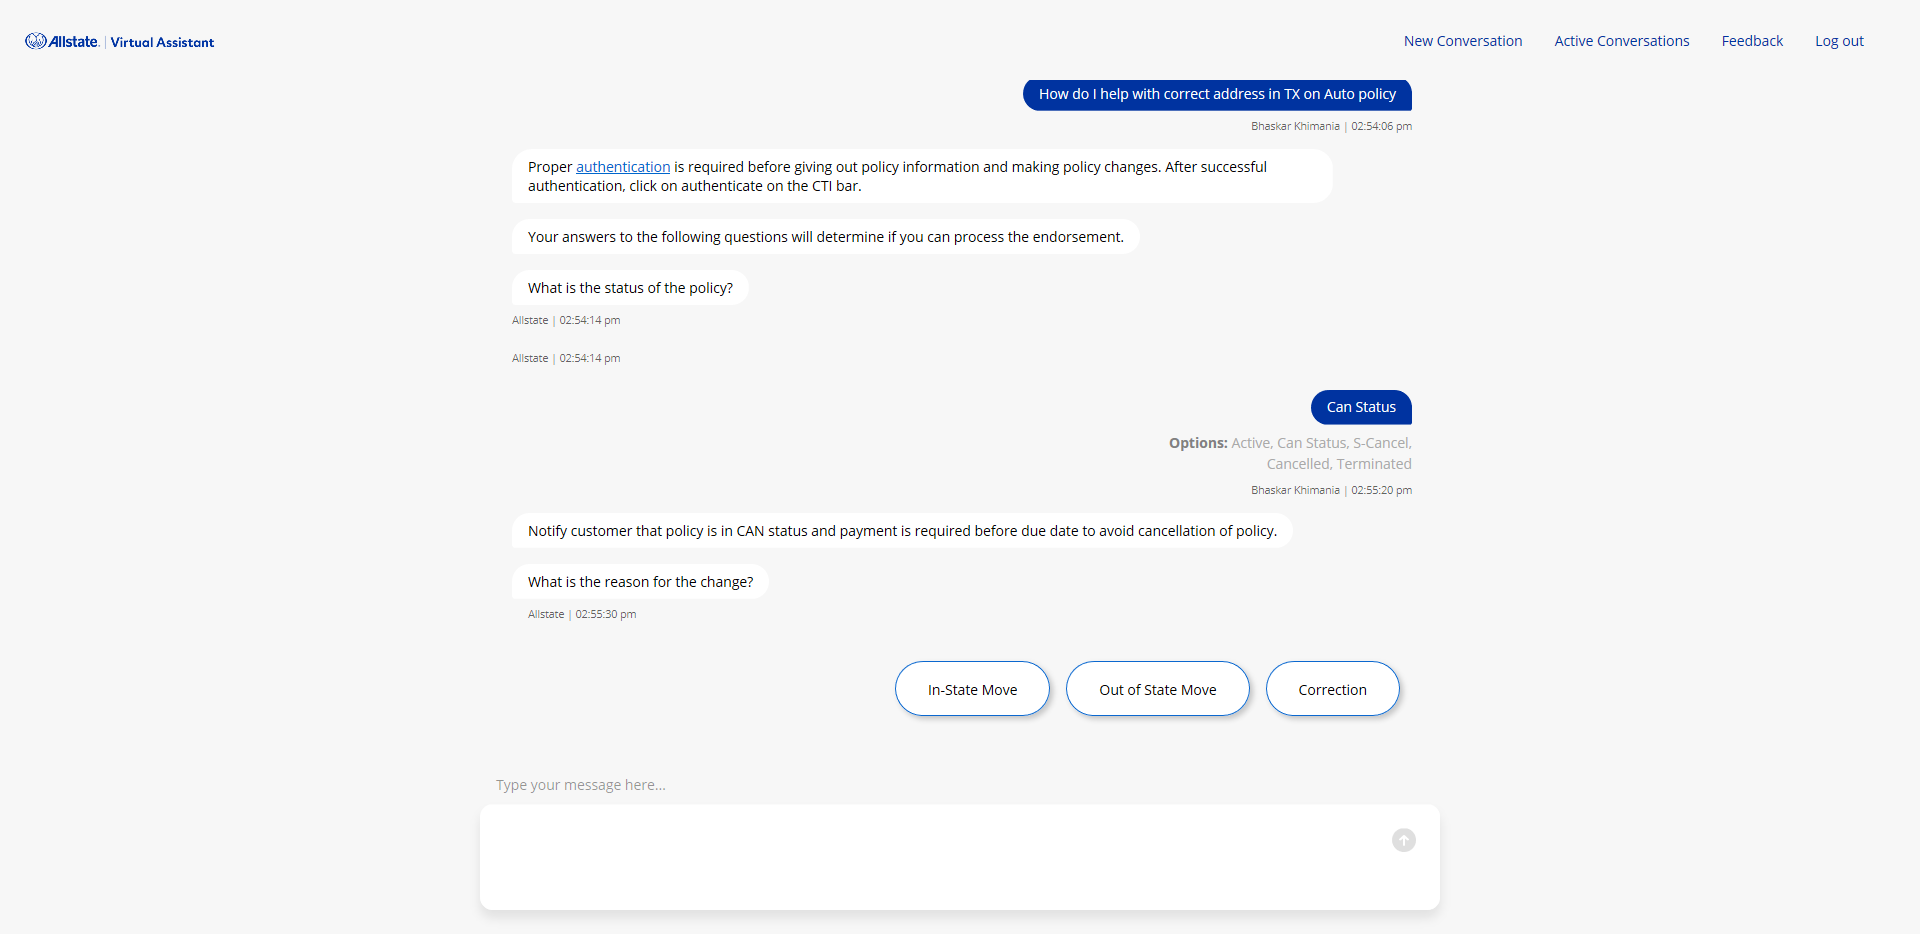 Allstate. | Virtual Assistant
New Conversation Active Conversations Feedback Log out
How do I help with correct address in TX on Auto policy
Bhaskar Khimania | 02:54:06 pm
Proper authentication is required before giving out policy information and making policy changes. After successful
authentication, click on authenticate on the CTI bar.
Your answers to the following questions will determine if you can process the endorsement.
What is the status of the policy?
Allstate | 02:54:14 pm
Allstate | 02:54:14 pm
Can Status
Options: Active, Can Status, S-Cancel,
Cancelled, Terminated
Bhaskar Khimania | 02:55:20 pm
Notify customer that policy is in CAN status and payment is required before due date to avoid cancellation of policy.
What is the reason for the change?
Allstate | 02:55:30 pm
In-State Move Out of State Move Correction
Type your message here...